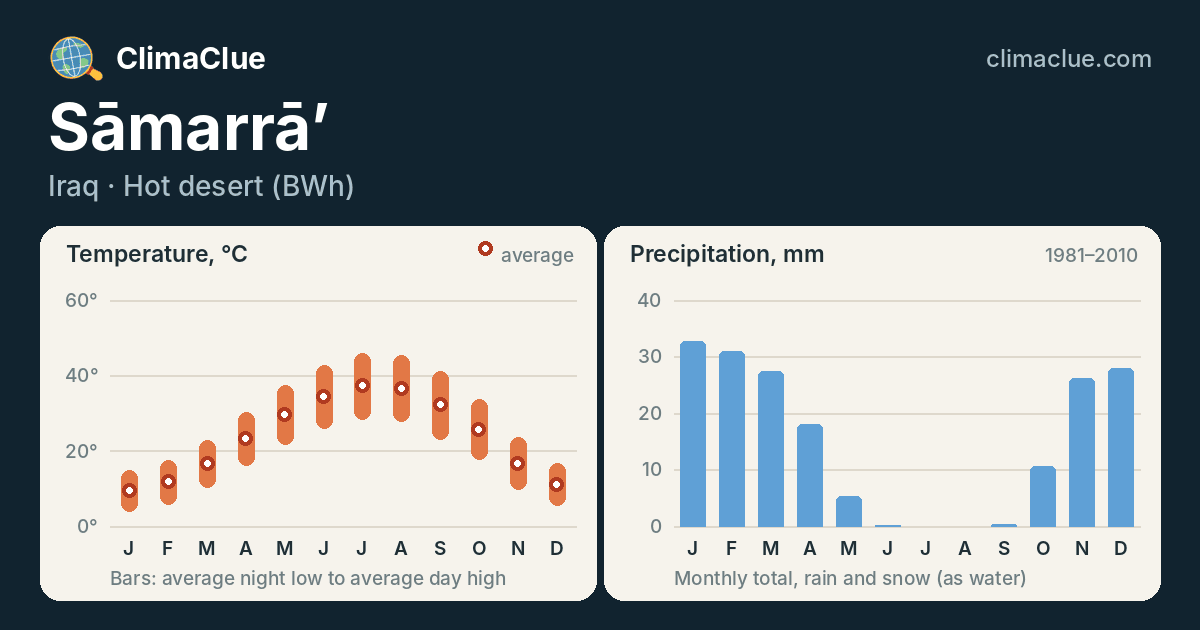 ClimaClue
climaclue.com
Sāmarrā’
Iraq · Hot desert (BWh)
Temperature, °C
average
60°
40°
20°
0°
J F M A M J J A S O N D
Bars: average night low to average day high
Precipitation, mm
1981–2010
40
30
20
10
0
J F M A M J J A S O N D
Monthly total, rain and snow (as water)